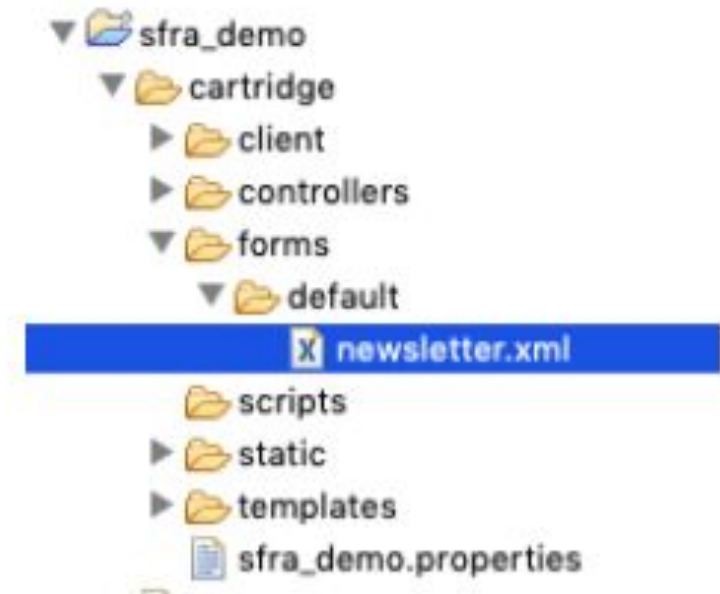 sfra_demo
cartridge
client
controllers
forms
default
newsletter.xml
scripts
static
templates
sfra_demo.properties